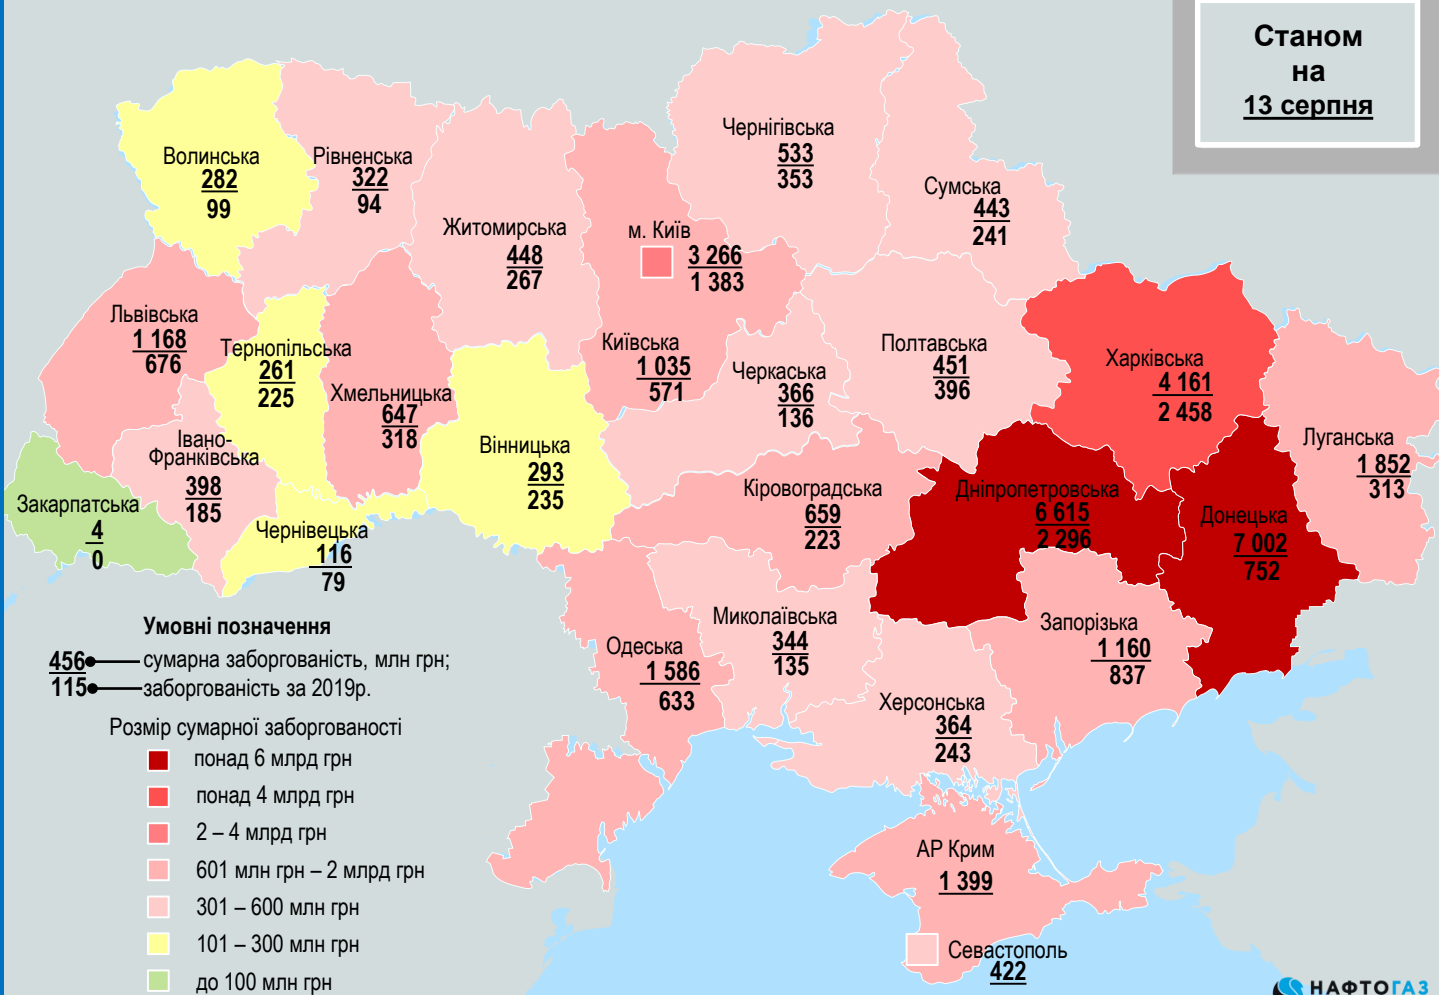 Станом
на
13 серпня
Волинська
282
99
Рівненська
322
94
Житомирська
448
267
Чернігівська
533
353
Сумська
443
241
м. Київ
3 266
1 383
Київська
1 035
571
Львівська
1 168
676
Тернопільська
261
225
Хмельницька
647
318
Вінницька
293
235
Черкаська
366
136
Полтавська
451
396
Харківська
4 161
2 458
Луганська
1 852
313
Івано-
Франківська
398
185
Закарпатська
4
0
Чернівецька
116
79
Кіровоградська
659
223
Дніпропетровська
6 615
2 296
Донецька
7 002
752
Миколаївська
344
135
Запорізька
1 160
837
Одеська
1 586
633
Херсонська
364
243
АР Крим
1 399
Севастополь
422
Умовні позначення
456 сумарна заборгованість, млн грн;
115 заборгованість за 2019р.
Розмір сумарної заборгованості
понад 6 млрд грн
понад 4 млрд грн
2 – 4 млрд грн
601 млн грн – 2 млрд грн
301 – 600 млн грн
101 – 300 млн грн
до 100 млн грн
НАФТОГАЗ